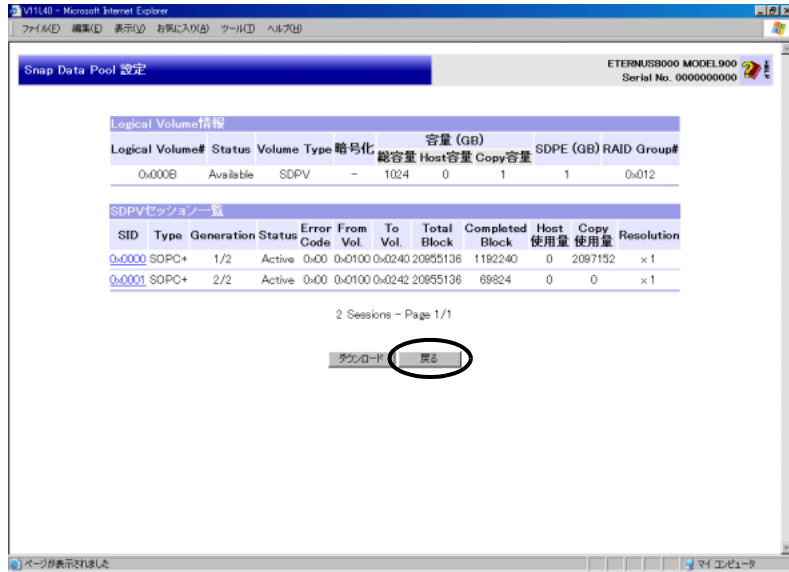 V11L40 - Microsoft Internet Explorer
ファイル(F) 編集(E) 表示(V) お気に入り(A) ツール(T) ヘルプ(H)
Snap Data Pool 設定
ETERNUS8000 MODEL900
Serial No. 0000000000
HELP
Logical Volume情報
Logical Volume# Status Volume Type 暗号化 容量 (GB) SDPE (GB) RAID Group#
総容量 Host容量 Copy容量
0x000B Available SDPV - 1024 0 1 1 0x012
SDPVセッション一覧
SID Type Generation Status Error Code From Vol. To Vol. Total Block Completed Block Host 使用量 Copy 使用量 Resolution
0x0000 SOPC+ 1/2 Active 0x00 0x0100 0x0240 20955136 1192240 0 2097152 ×1
0x0001 SOPC+ 2/2 Active 0x00 0x0100 0x0242 20955136 69824 0 0 ×1
2 Sessions - Page 1/1
ダウンロード 戻る
ページが表示されました
マイ コンピュータ